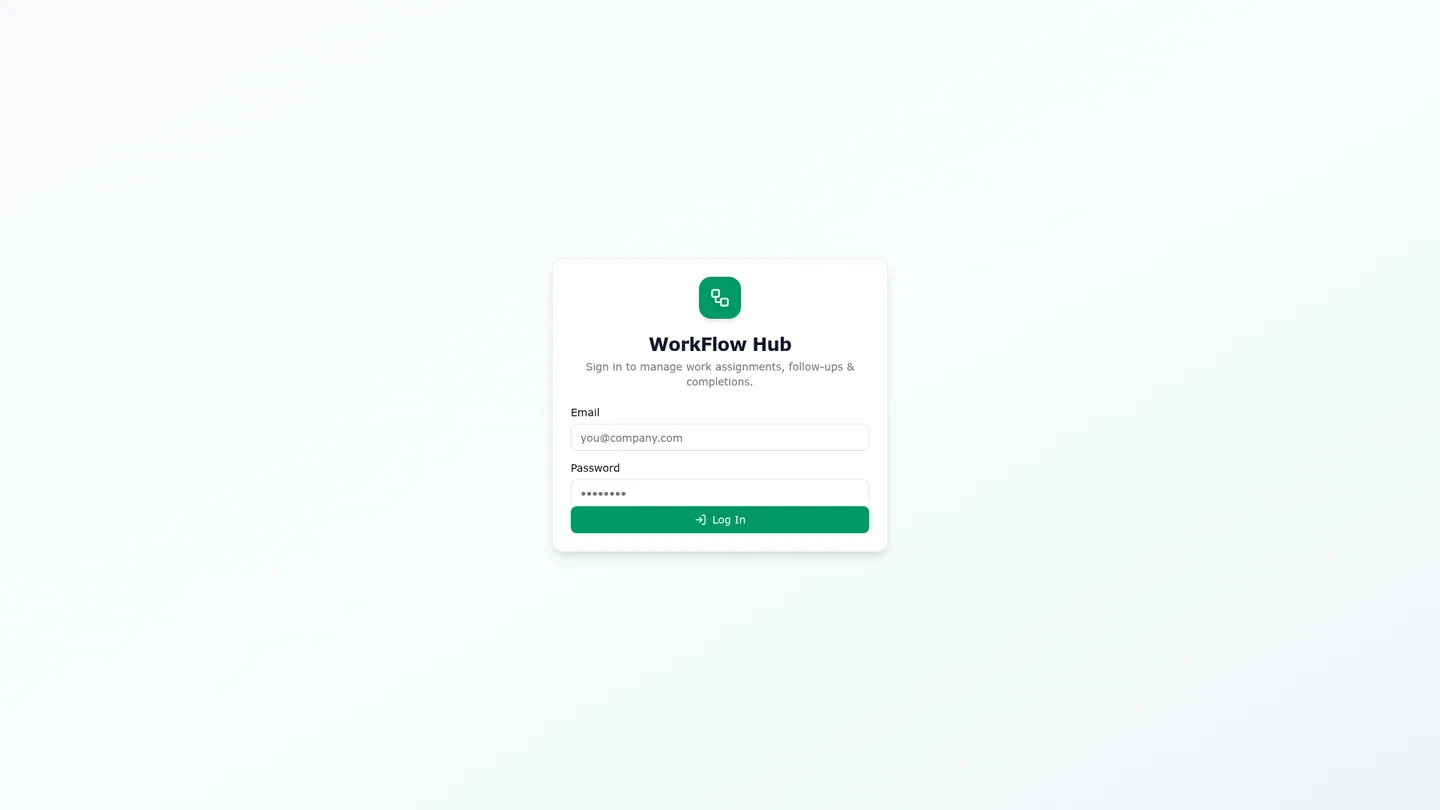 WorkFlow Hub
Sign in to manage work assignments, follow-ups &
completions.
Email
you@company.com
Password
••••••••
Log In